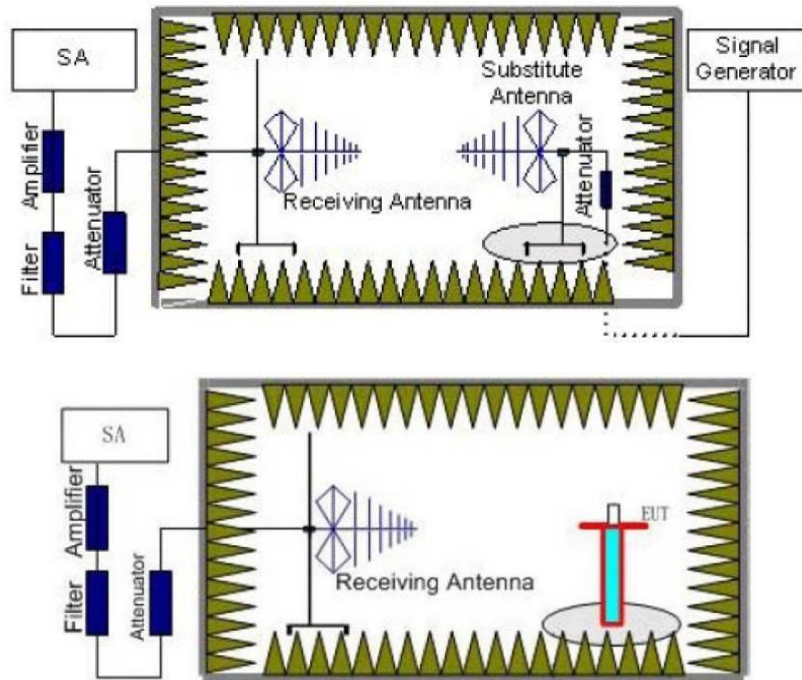 SA
Signal
Generator
Substitute
Antenna
Amplifier
Attenuator
Attenuator
Filter
Receiving Antenna
SA
Amplifier
EUT
Filter
Attenuator
Receiving Antenna